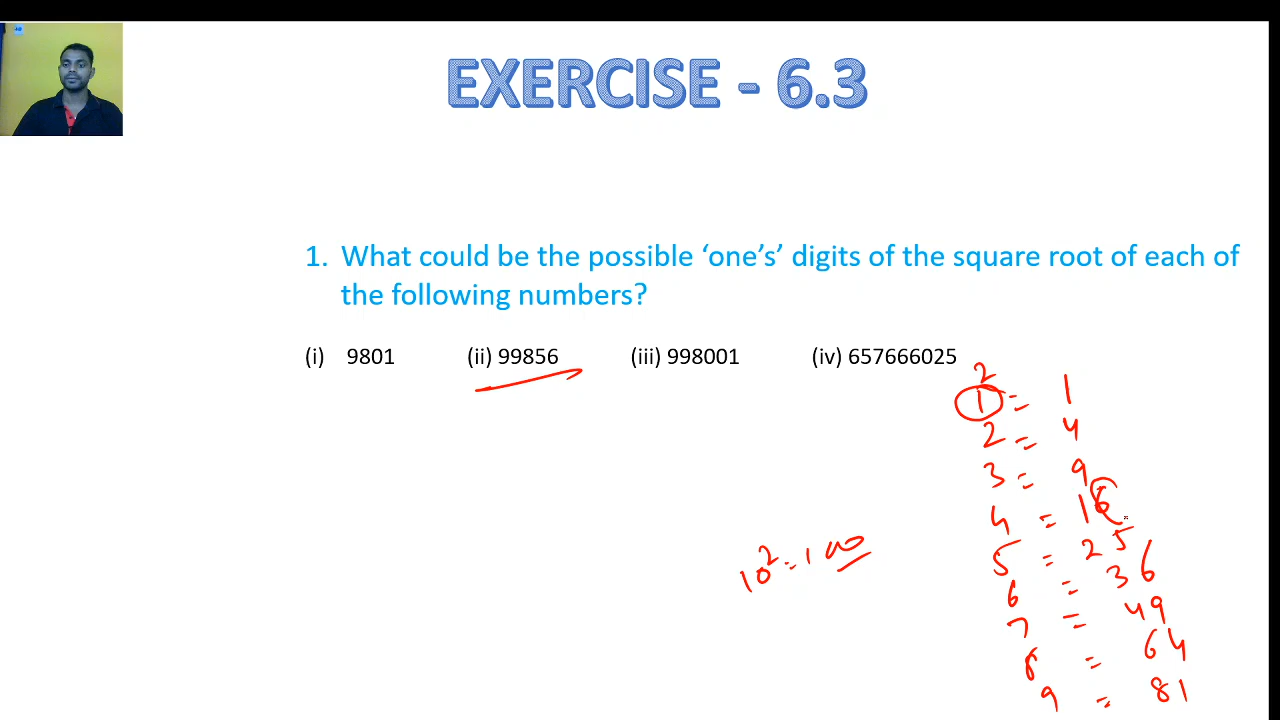 EXERCISE - 6.3
1. What could be the possible ‘one’s’ digits of the square root of each of
the following numbers?
(i) 9801 (ii) 99856 (iii) 998001 (iv) 657666025
1² = 1
2 = 4
3 = 9
4 = 16
5 = 25
6 = 36
7 = 49
8 = 64
9 = 81
10² = 100